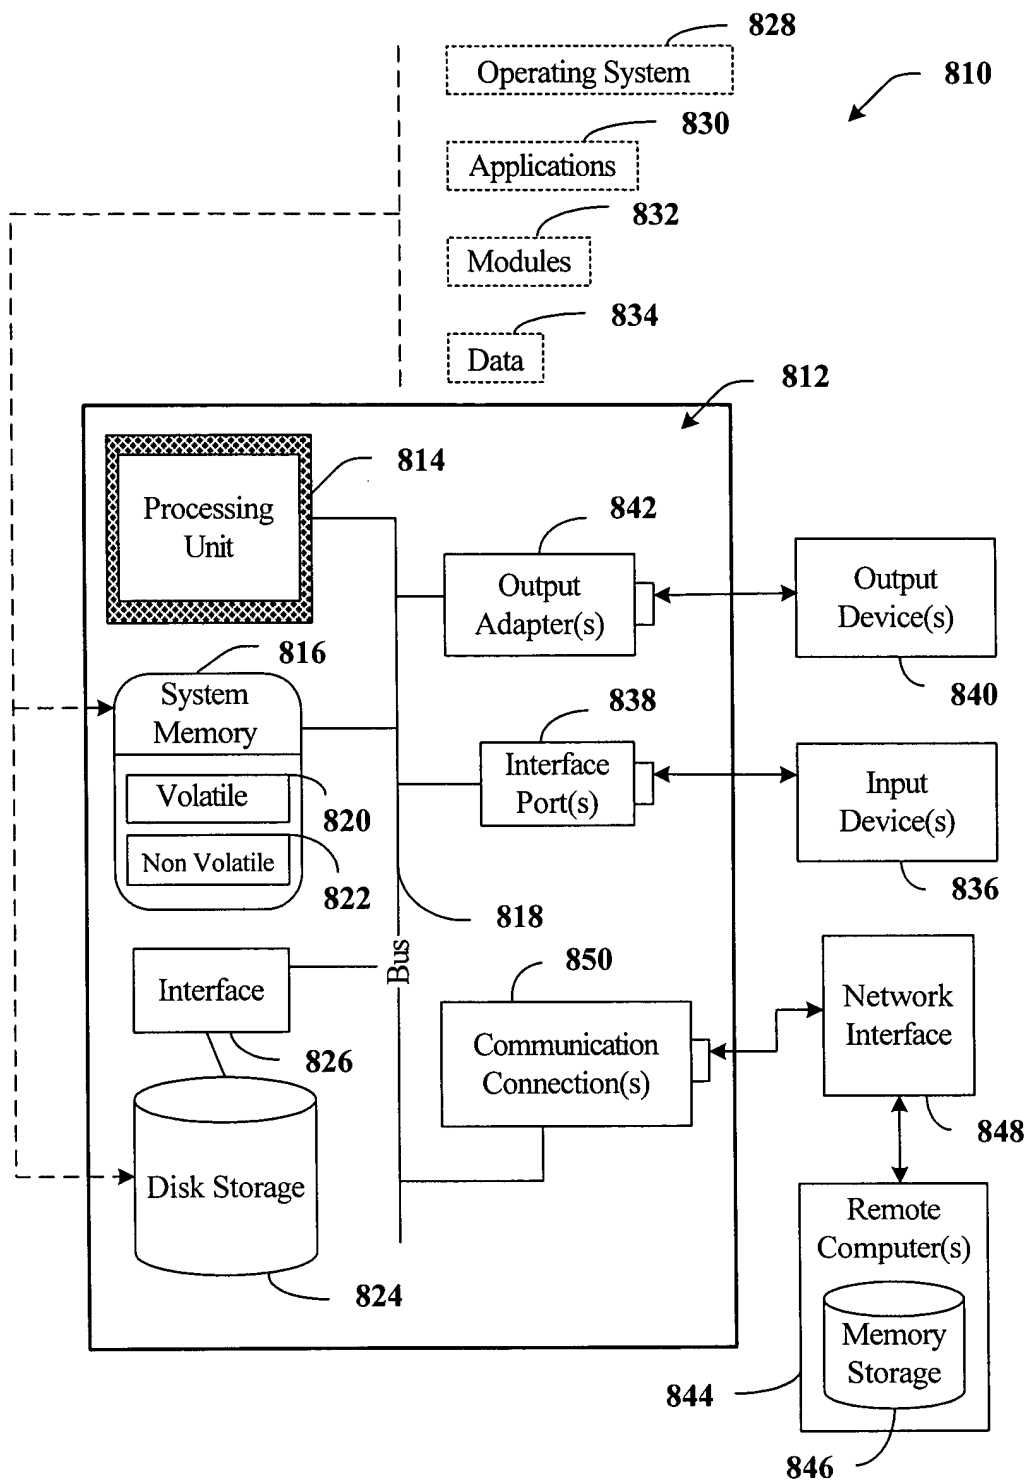 828
Operating System
810
830
Applications
832
Modules
834
Data
812
814
Processing
Unit
842
Output
Adapter(s)
Output
Device(s)
840
816
System
Memory
838
Interface
Port(s)
Input
Device(s)
836
Volatile
820
Non Volatile
822
818
Bus
850
Interface
826
Communication
Connection(s)
Network
Interface
848
Disk Storage
824
Remote
Computer(s)
Memory
Storage
844
846